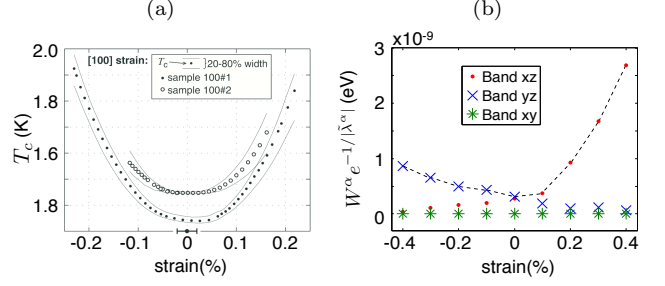 (a)
2.0
1.8
1.6
1.8
T_c (K)
[100] strain:
T_c
}20-80% width
sample 100#1
sample 100#2
-0.2
-0.1
0
0.1
0.2
strain(%)
(b)
x10^-9
3
2
1
0
W^α e^{-1/|λ̃^α|} (eV)
Band xz
Band yz
Band xy
-0.4
-0.2
0
0.2
0.4
strain(%)